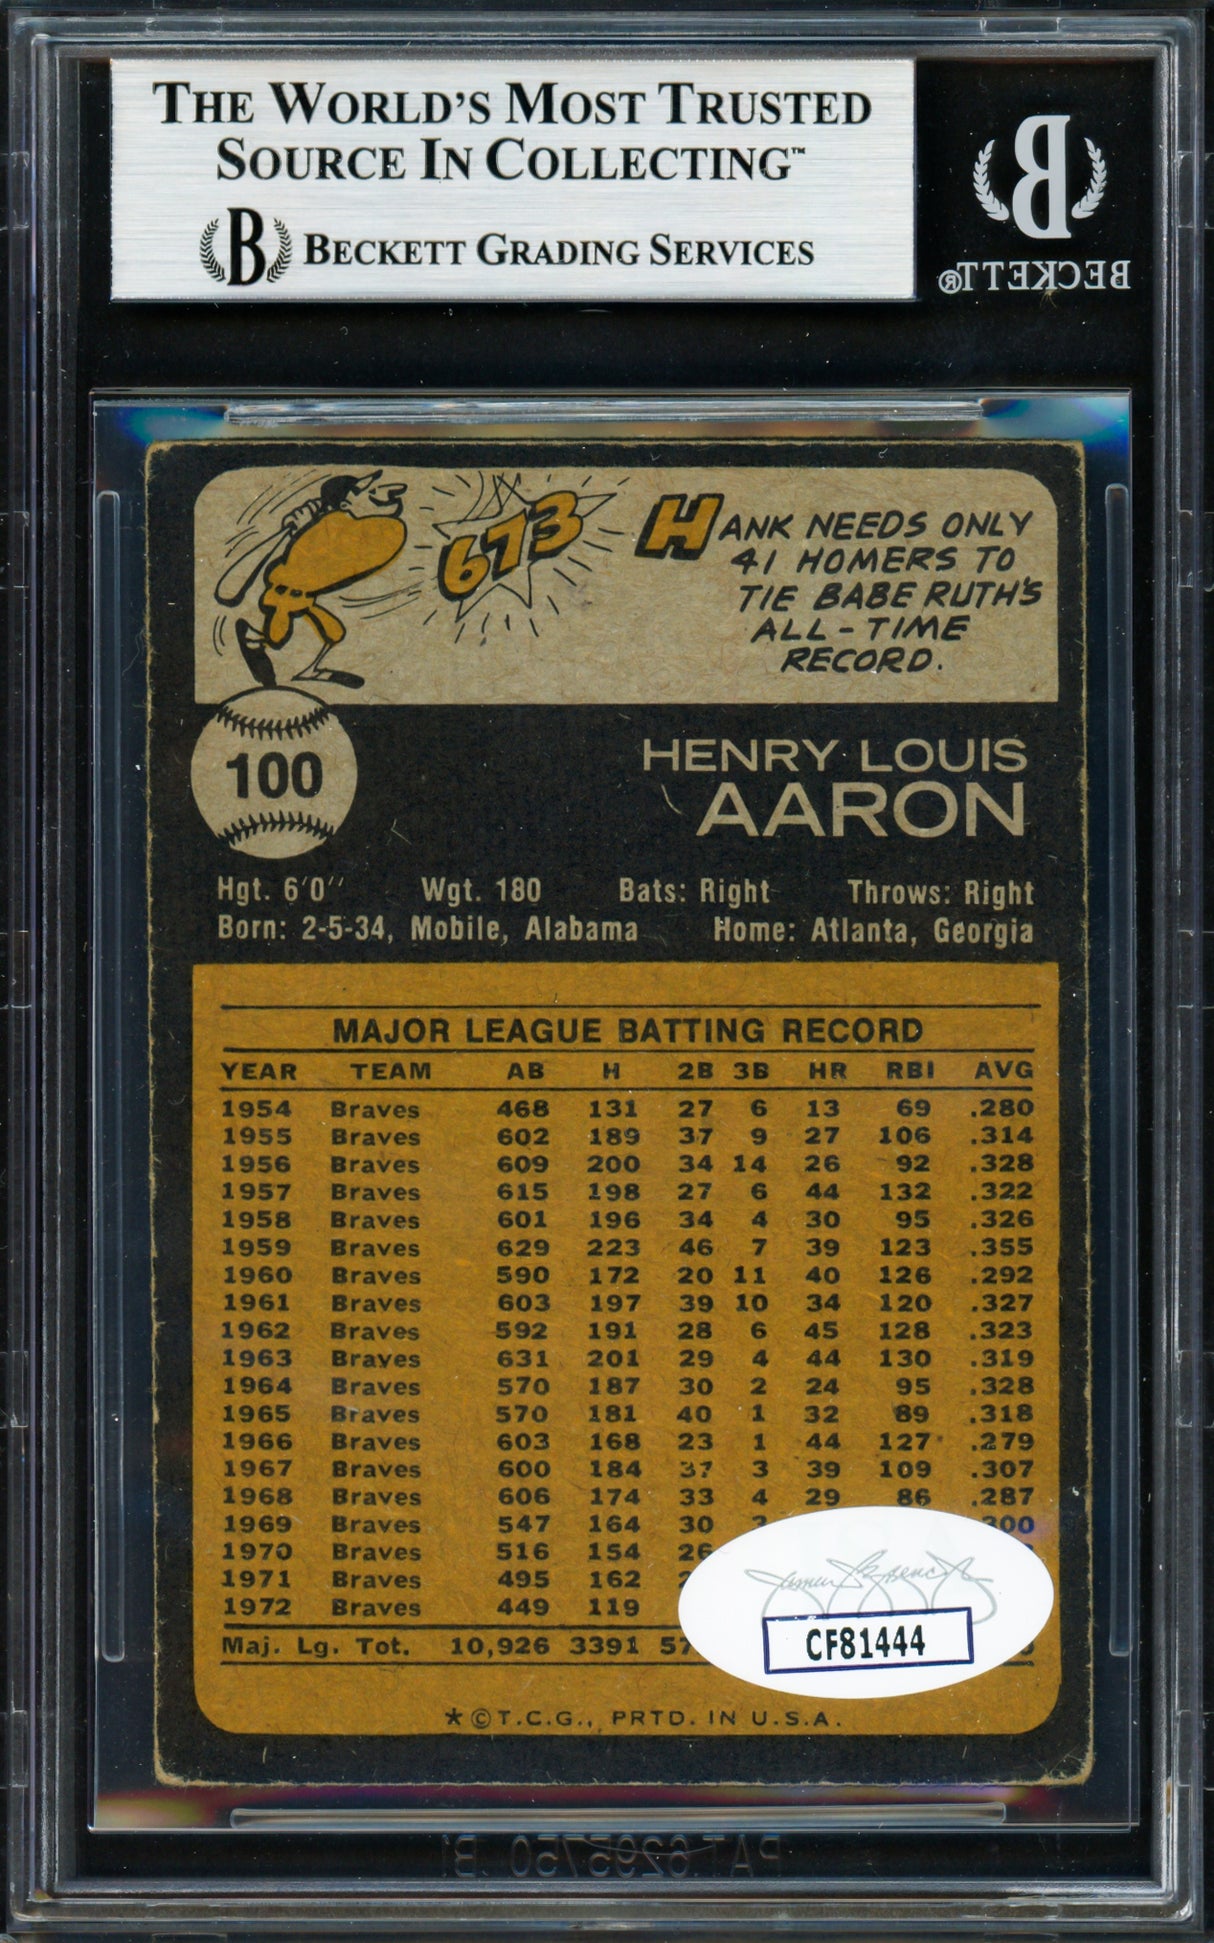 THE WORLD'S MOST TRUSTED
SOURCE IN COLLECTING™
B BECKETT GRADING SERVICES
B
BECKETT®
673
HANK NEEDS ONLY
41 HOMERS TO
TIE BABE RUTH'S
ALL-TIME
RECORD.
100
HENRY LOUIS
AARON
Hgt. 6'0" Wgt. 180 Bats: Right Throws: Right
Born: 2-5-34, Mobile, Alabama Home: Atlanta, Georgia
MAJOR LEAGUE BATTING RECORD
YEAR TEAM AB H 2B 3B HR RBI AVG
1954 Braves 468 131 27 6 13 69 .280
1955 Braves 602 189 37 9 27 106 .314
1956 Braves 609 200 34 14 26 92 .328
1957 Braves 615 198 27 6 44 132 .322
1958 Braves 601 196 34 4 30 95 .326
1959 Braves 629 223 46 7 39 123 .355
1960 Braves 590 172 20 11 40 126 .292
1961 Braves 603 197 39 10 34 120 .327
1962 Braves 592 191 28 6 45 128 .323
1963 Braves 631 201 29 4 44 130 .319
1964 Braves 570 187 30 2 24 95 .328
1965 Braves 570 181 40 1 32 89 .318
1966 Braves 603 168 23 1 44 127 .279
1967 Braves 600 184 37 3 39 109 .307
1968 Braves 606 174 33 4 29 86 .287
1969 Braves 547 164 30
1970 Braves 516 154 26
1971 Braves 495 162
1972 Braves 449 119
Maj. Lg. Tot. 10,926 3391
CF81444
*©T.C.G., PRTD. IN U.S.A.
PAT 6295750 B1